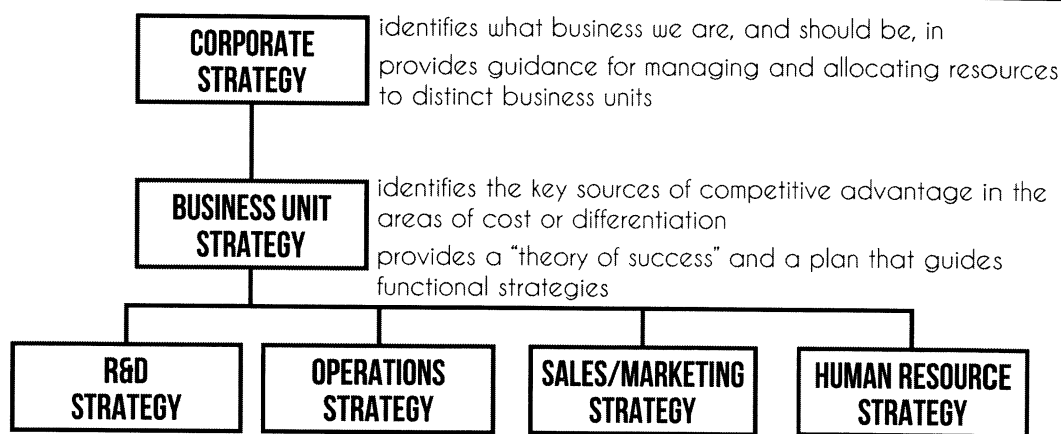 CORPORATE
STRATEGY
identifies what business we are, and should be, in
provides guidance for managing and allocating resources
to distinct business units
BUSINESS UNIT
STRATEGY
identifies the key sources of competitive advantage in the
areas of cost or differentiation
provides a “theory of success” and a plan that guides
functional strategies
R&D
STRATEGY
OPERATIONS
STRATEGY
SALES/MARKETING
STRATEGY
HUMAN RESOURCE
STRATEGY